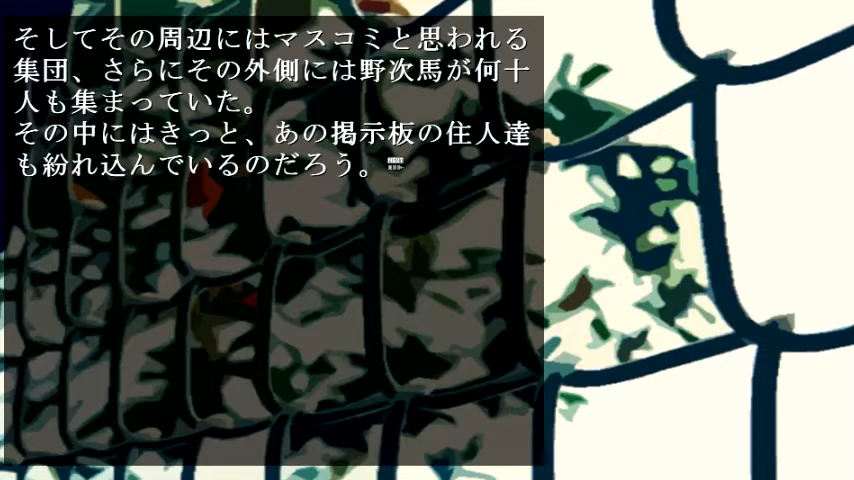 そしてその周辺にはマスコミと思われる
集団、さらにその外側には野次馬が何十
人も集まっていた。
その中にはきっと、あの掲示板の住人達
も紛れ込んでいるのだろう。